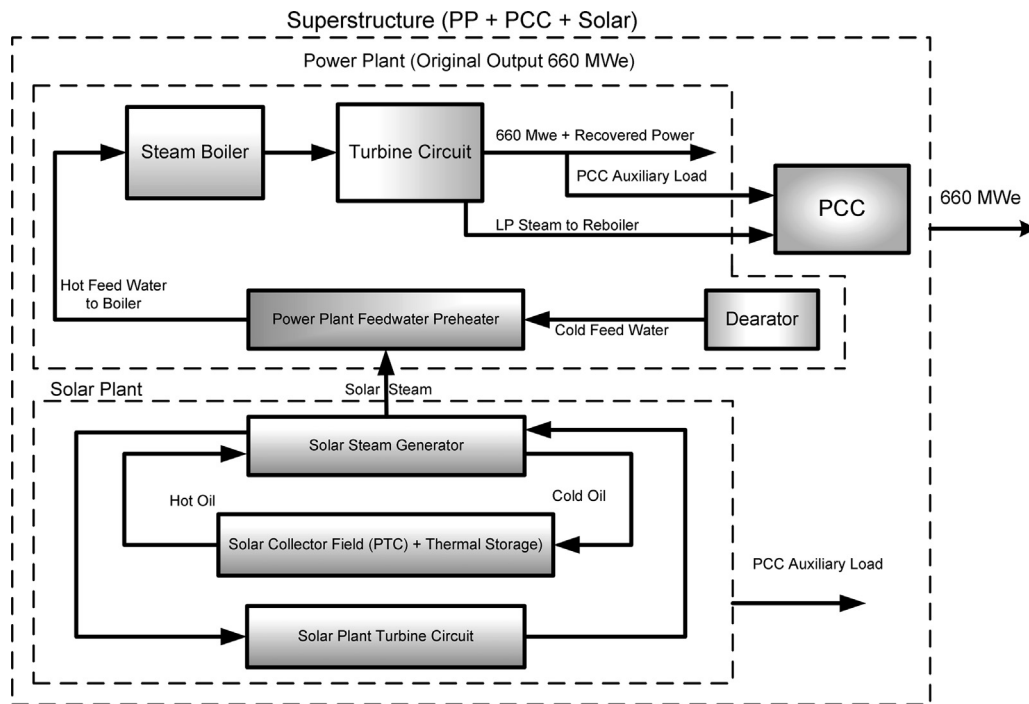 Superstructure (PP + PCC + Solar)
Power Plant (Original Output 660 MWe)
Steam Boiler
Turbine Circuit
660 Mwe + Recovered Power
PCC Auxiliary Load
PCC
660 MWe
LP Steam to Reboiler
Hot Feed Water
to Boiler
Power Plant Feedwater Preheater
Cold Feed Water
Dearator
Solar Plant
Solar Steam
Solar Steam Generator
Hot Oil
Cold Oil
Solar Collector Field (PTC) + Thermal Storage)
PCC Auxiliary Load
Solar Plant Turbine Circuit